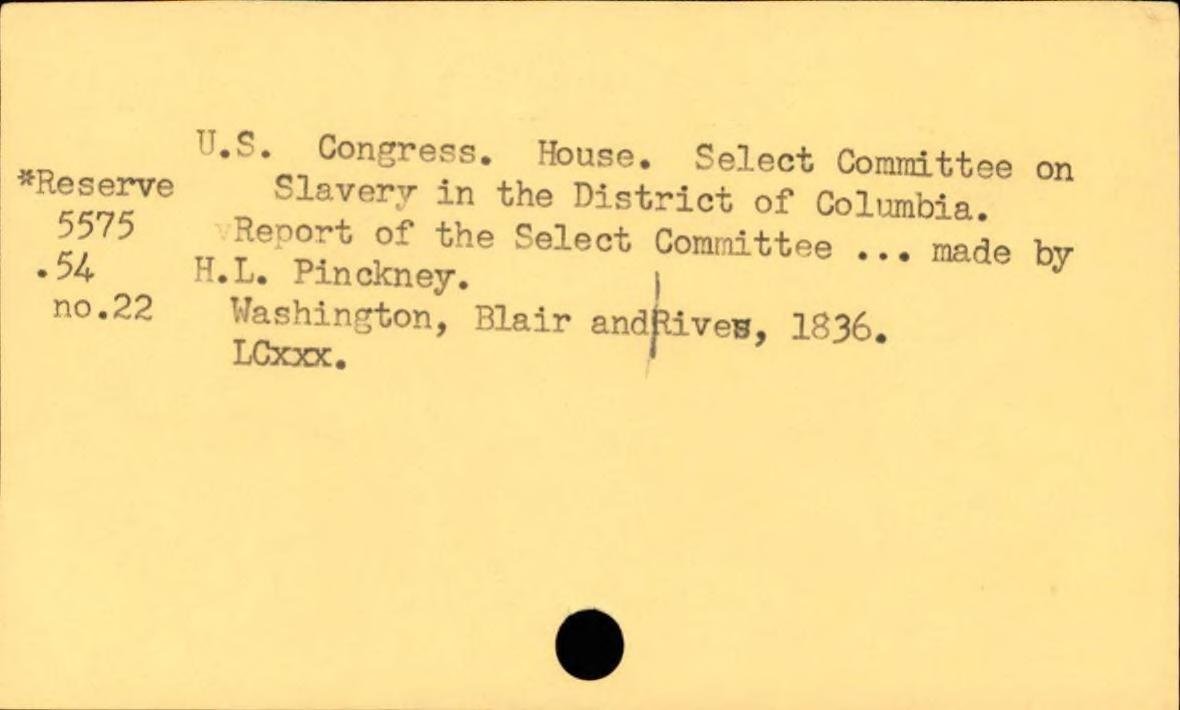 U.S. Congress. House. Select Committee on
*Reserve Slavery in the District of Columbia.
5575 Report of the Select Committee ... made by
.54 H.L. Pinckney.
no.22 Washington, Blair and|Rives, 1836.
LCxxx.